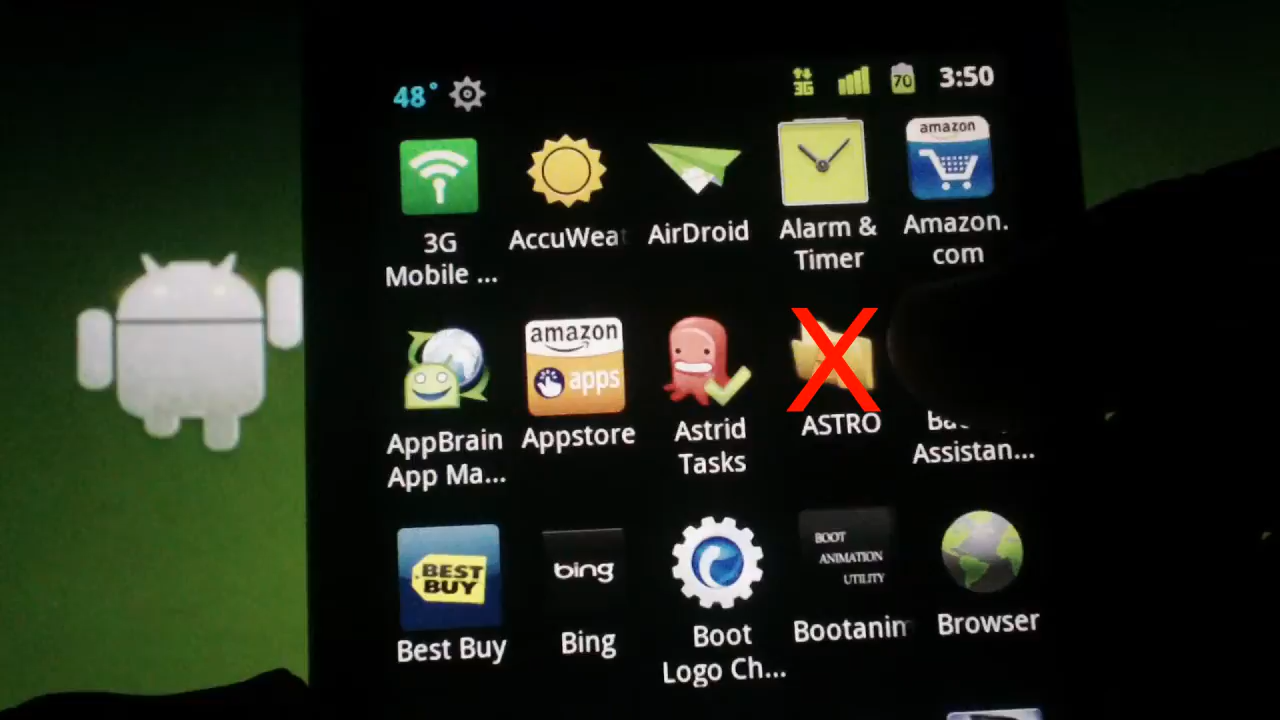 48°
3G
70
3:50
amazon
3G
Mobile ...
AccuWeat
AirDroid
Alarm &
Timer
Amazon.
com
amazon
apps
X
AppBrain
App Ma...
Appstore
Astrid
Tasks
ASTRO
Assistan...
BEST
BUY
bing
BOOT
ANIMATION
UTILITY
Best Buy
Bing
Boot
Logo Ch...
Bootanim
Browser